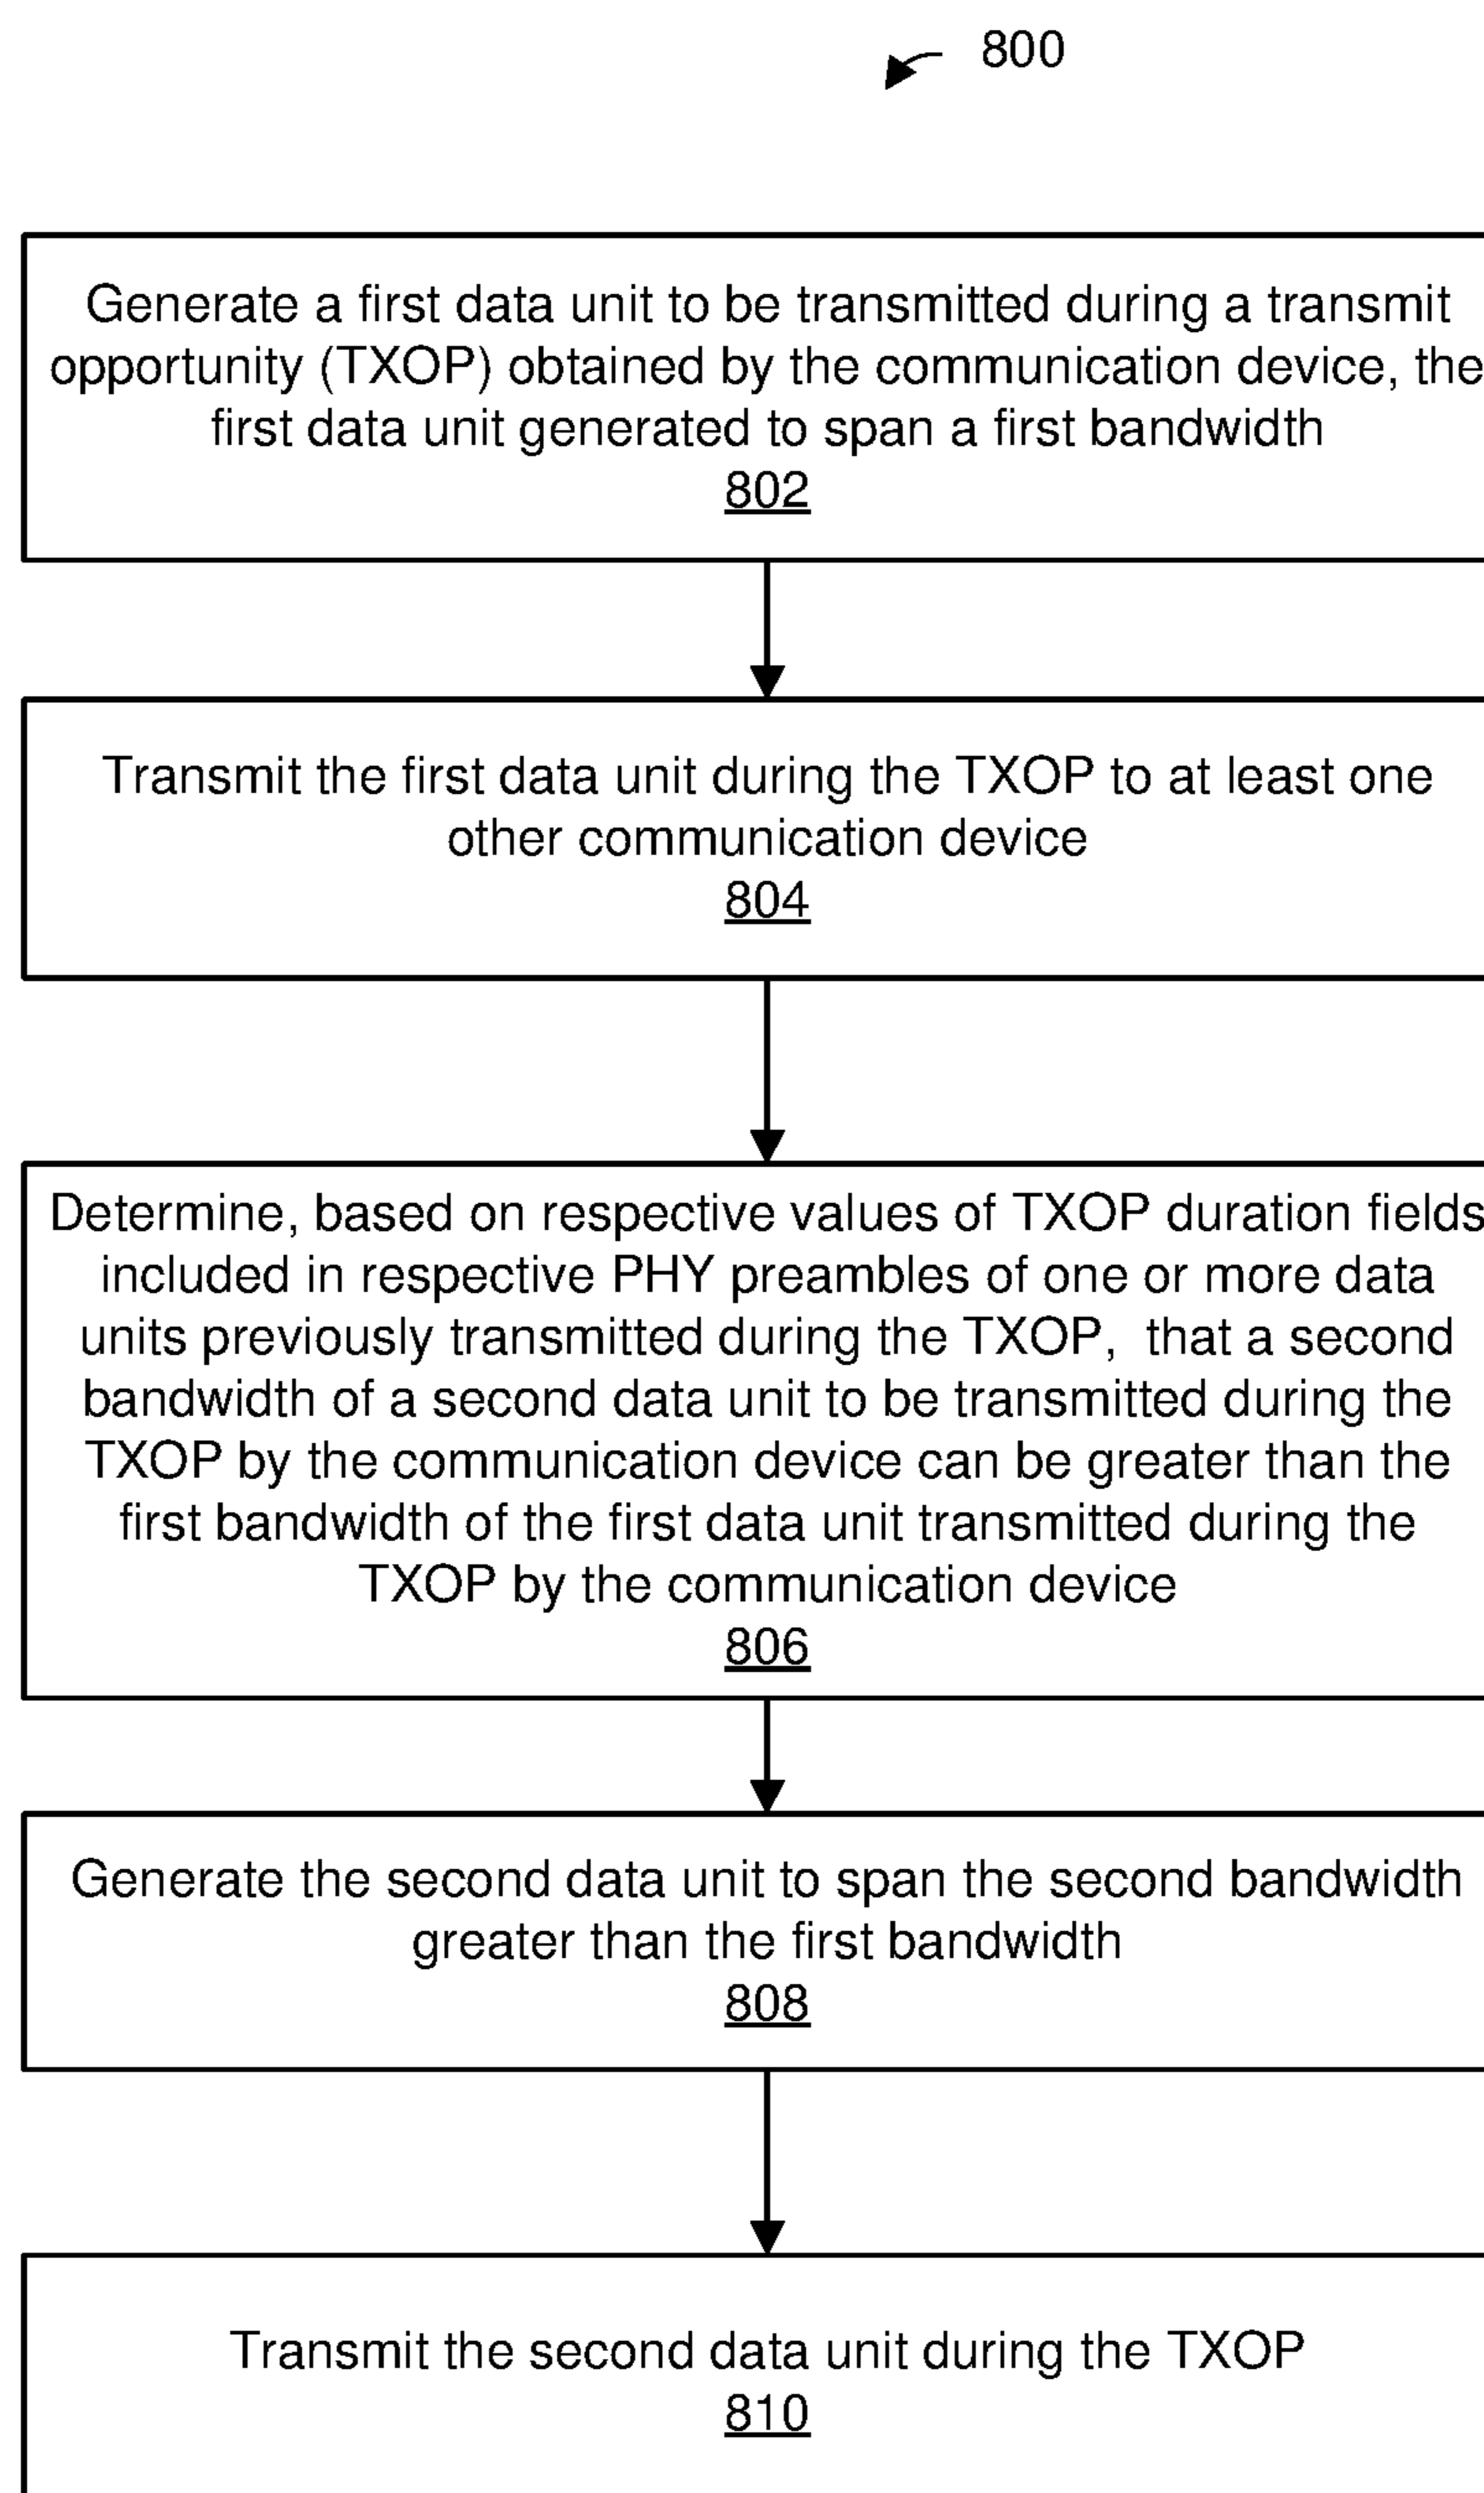 800
Generate a first data unit to be transmitted during a transmit
opportunity (TXOP) obtained by the communication device, the
first data unit generated to span a first bandwidth
802
Transmit the first data unit during the TXOP to at least one
other communication device
804
Determine, based on respective values of TXOP duration fields
included in respective PHY preambles of one or more data
units previously transmitted during the TXOP, that a second
bandwidth of a second data unit to be transmitted during the
TXOP by the communication device can be greater than the
first bandwidth of the first data unit transmitted during the
TXOP by the communication device
806
Generate the second data unit to span the second bandwidth
greater than the first bandwidth
808
Transmit the second data unit during the TXOP
810